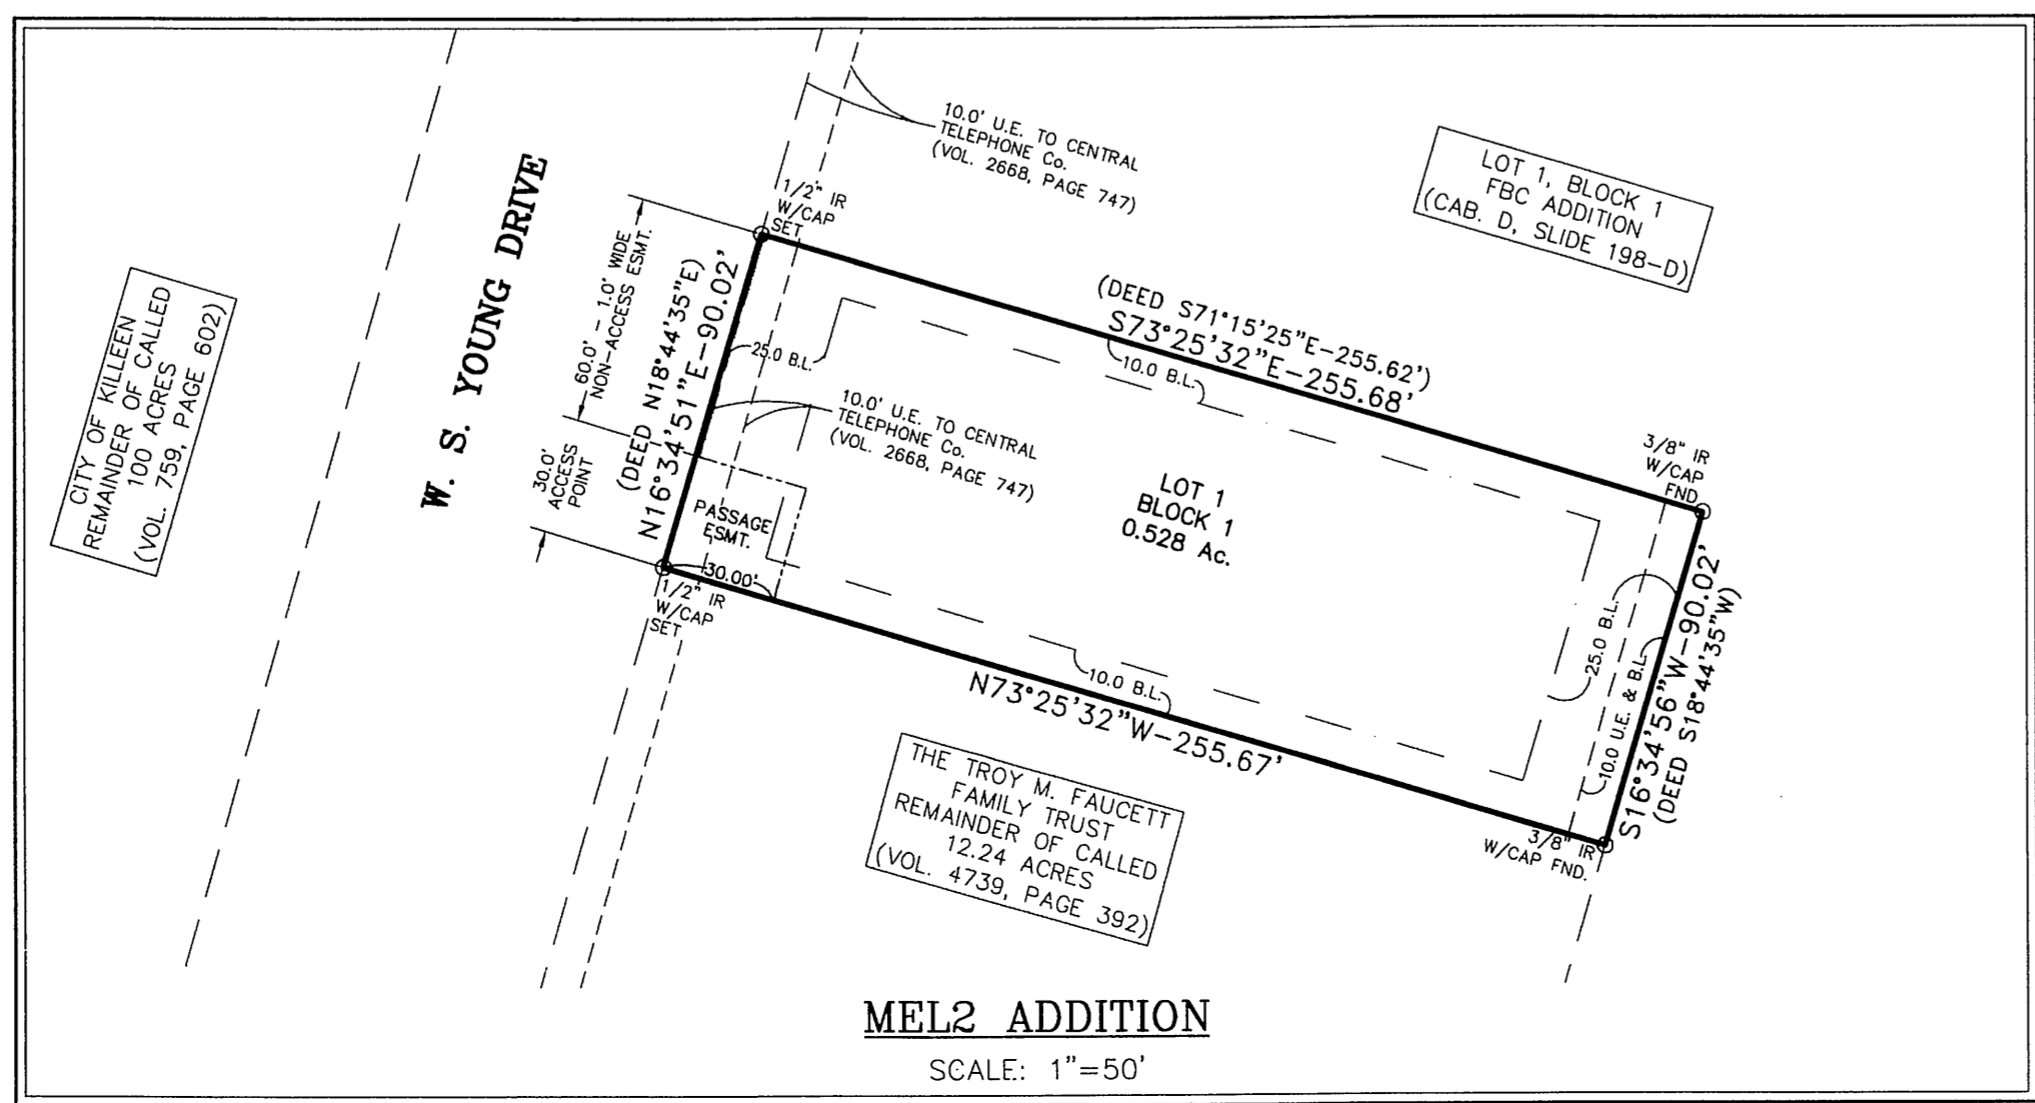 10.0' U.E. TO CENTRAL
TELEPHONE Co.
(VOL. 2668, PAGE 747)
LOT 1, BLOCK 1
FBC ADDITION
(CAB. D, SLIDE 198-D)
1/2" IR
W/CAP
SET
60.0' - 1.0' WIDE
NON-ACCESS ESMT.
W. S. YOUNG DRIVE
CITY OF KILLEEN
REMAINDER OF CALLED
100 ACRES
(VOL. 759, PAGE 602)
(DEED N18°44'35"E)
N16°34'51"E-90.02'
25.0 B.L.
(DEED S71°15'25"E-255.62')
S73°25'32"E-255.68'
10.0 B.L.
10.0' U.E. TO CENTRAL
TELEPHONE Co.
(VOL. 2668, PAGE 747)
30.0'
ACCESS
POINT
PASSAGE
ESMT.
30.00'
1/2" IR
W/CAP
SET
LOT 1
BLOCK 1
0.528 Ac.
3/8" IR
W/CAP
FND.
25.0 B.L.
10.0 U.E. & B.L.
S16°34'56"W-90.02'
(DEED S18°44'35"W)
10.0 B.L.
N73°25'32"W-255.67'
THE TROY M. FAUCETT
FAMILY TRUST
REMAINDER OF CALLED
12.24 ACRES
(VOL. 4739, PAGE 392)
3/8" IR
W/CAP FND.
MEL2 ADDITION
SCALE: 1"=50'